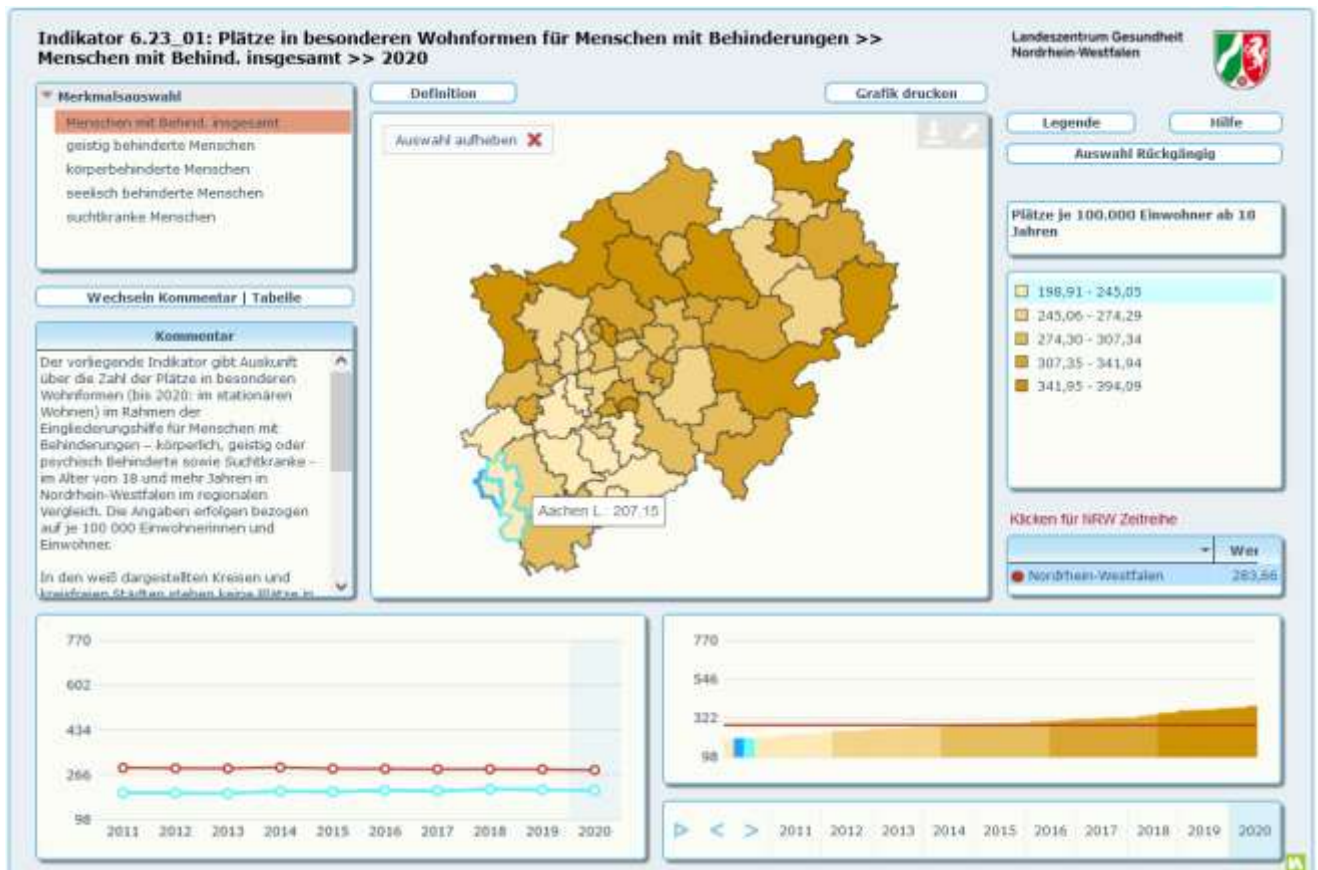 Indikator 6.23_01: Plätze in besonderen Wohnformen für Menschen mit Behinderungen >>
Menschen mit Behind. insgesamt >> 2020
Landeszentrum Gesundheit
Nordrhein-Westfalen
Merkmalsauswahl
Menschen mit Behind. insgesamt
geistig behinderte Menschen
körperbehinderte Menschen
seelisch behinderte Menschen
suchtkranke Menschen
Definition
Grafik drucken
Auswahl aufheben
Legende
Hilfe
Auswahl Rückgängig
Plätze je 100.000 Einwohner ab 18
Jahren
198,91 - 245,05
245,06 - 274,29
274,30 - 307,34
307,35 - 341,94
341,95 - 394,09
Wechseln Kommentar | Tabelle
Kommentar
Der vorliegende Indikator gibt Auskunft
über die Zahl der Plätze in besonderen
Wohnformen (bis 2020: im stationären
Wohnen) im Rahmen der
Eingliederungshilfe für Menschen mit
Behinderungen – körperlich, geistig oder
psychisch Behinderte sowie Suchtkranke –
im Alter von 18 und mehr Jahren in
Nordrhein-Westfalen im regionalen
Vergleich. Die Angaben erfolgen bezogen
auf je 100 000 Einwohnerinnen und
Einwohner.
In den weiß dargestellten Kreisen und
kreisfreien Städten stehen keine Plätze in
Aachen L.: 207,15
Klicken für NRW Zeitreihe
Wer
Nordrhein-Westfalen 283,66
770
602
434
266
98
2011 2012 2013 2014 2015 2016 2017 2018 2019 2020
770
546
322
98
2011 2012 2013 2014 2015 2016 2017 2018 2019 2020